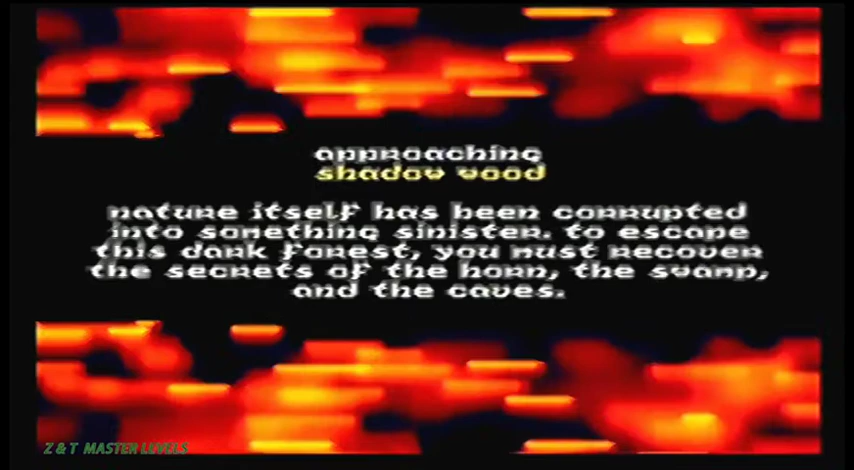 approaching
shadow wood
nature itself has been corrupted
into something sinister. to escape
this dark forest, you must recover
the secrets of the horn, the swamp,
and the caves.
Z & T MASTER LEVELS